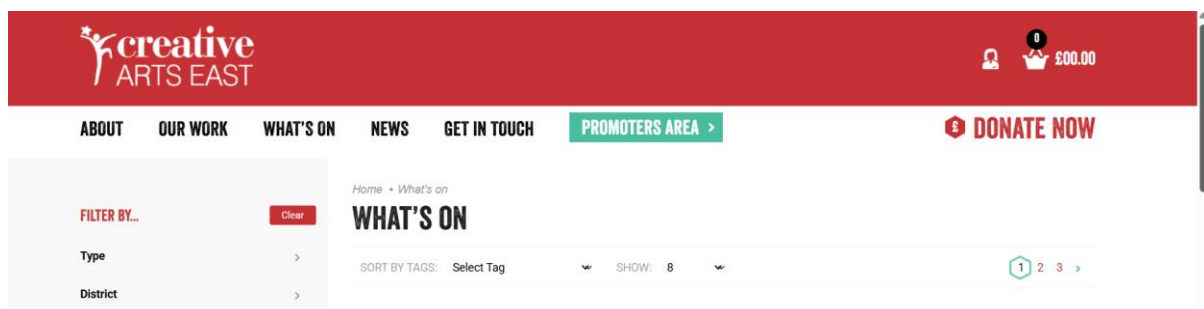 creative
ARTS EAST
0
£00.00
ABOUT OUR WORK WHAT'S ON NEWS GET IN TOUCH PROMOTERS AREA > £ DONATE NOW
Home • What's on
FILTER BY... Clear WHAT'S ON
Type >
SORT BY TAGS: Select Tag SHOW: 8 1 2 3 >
District >